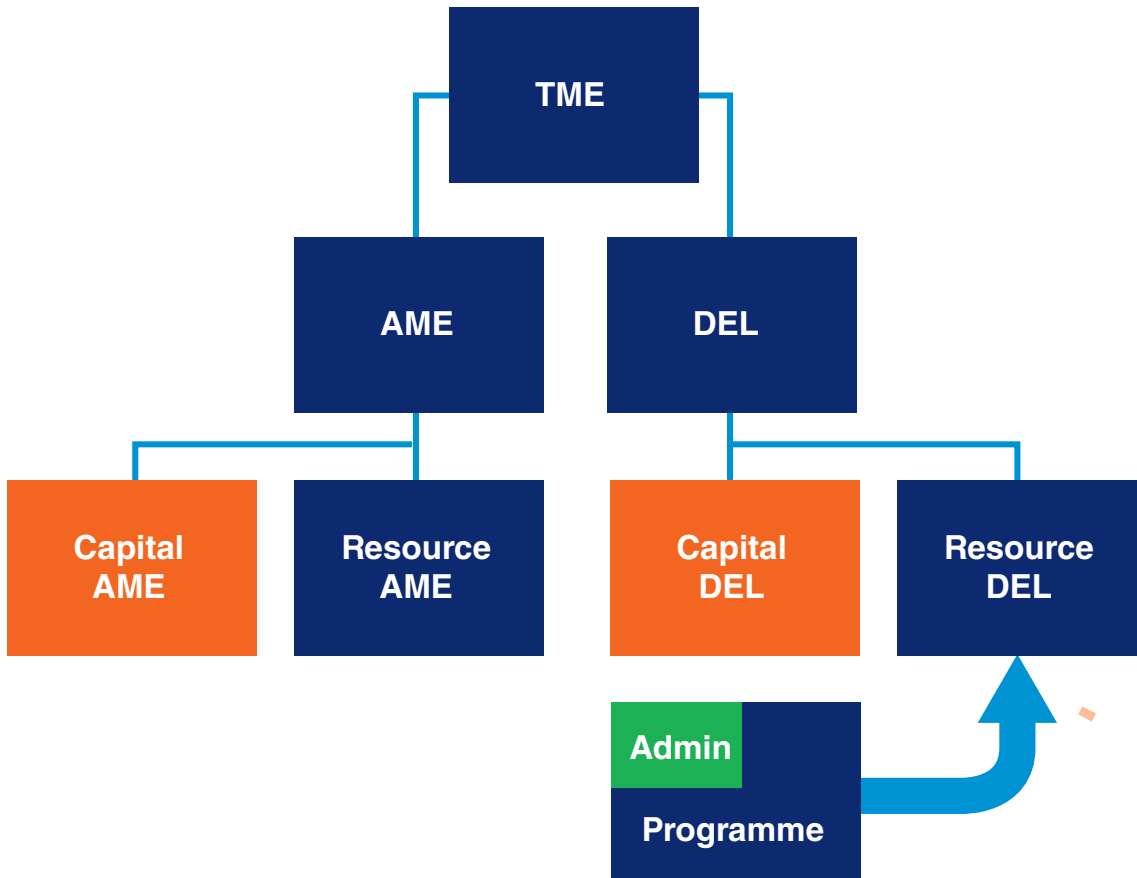 TME
AME
DEL
Capital
AME
Resource
AME
Capital
DEL
Resource
DEL
Admin
Programme